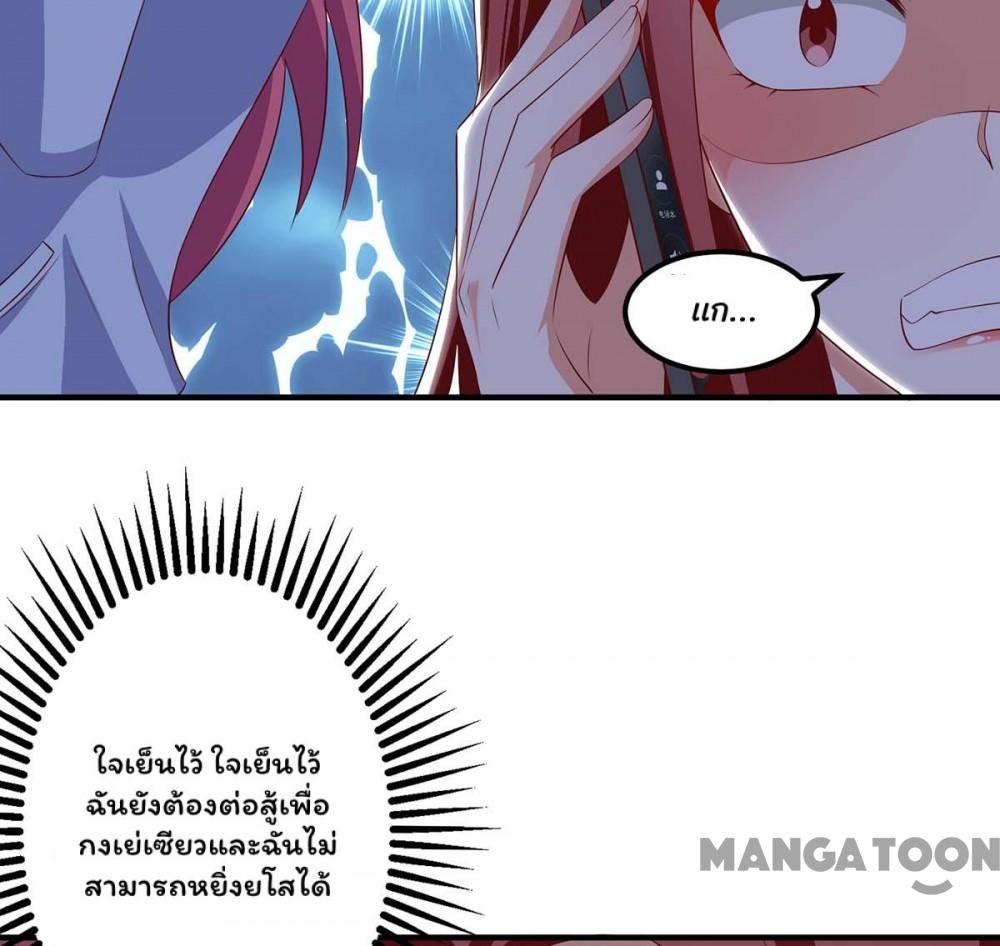 แก...
ใจเย็นไว้ ใจเย็นไว้
ฉันยังต้องต่อสู้เพื่อ
กงเย่เซียวและฉันไม่
สามารถหยิ่งยโสได้
MANGATOON